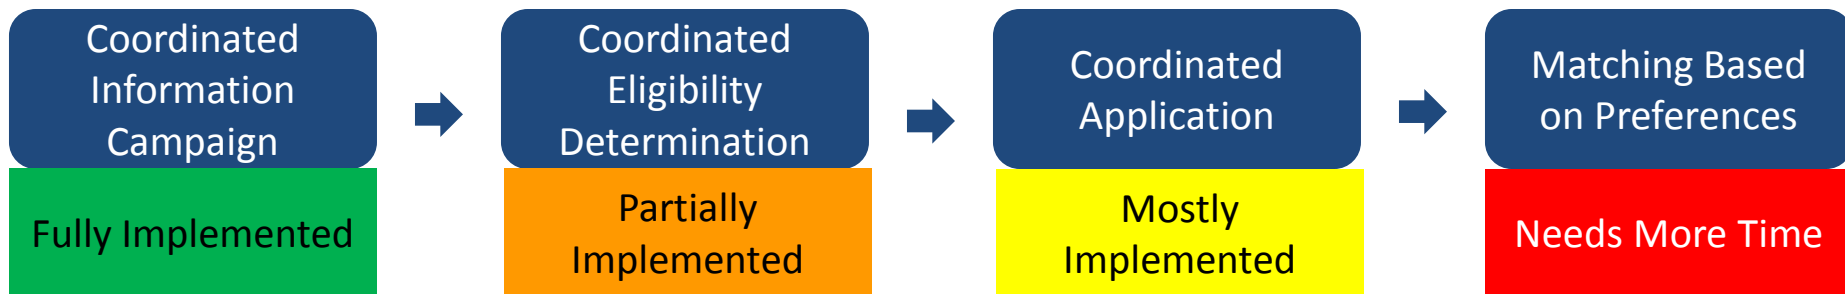 Coordinated
Information
Campaign
Fully Implemented
Coordinated
Eligibility
Determination
Partially
Implemented
Coordinated
Application
Mostly
Implemented
Matching Based
on Preferences
Needs More Time